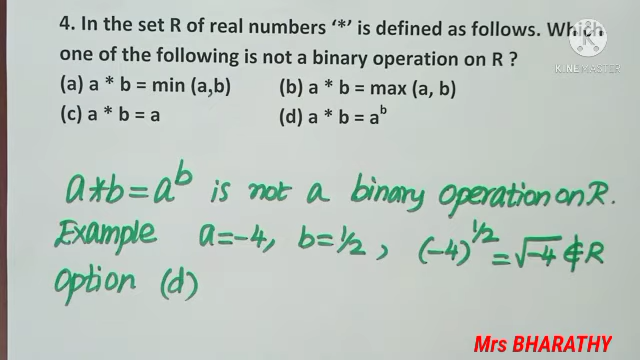 4. In the set R of real numbers ‘*’ is defined as follows. Which
one of the following is not a binary operation on R ?
(a) a * b = min (a,b) (b) a * b = max (a, b)
(c) a * b = a (d) a * b = a^b
KINEMASTER
a*b = a^b is not a binary operation on R.
Example a=-4, b=1/2, (-4)^1/2 = √-4 ∉ R
Option (d)
Mrs BHARATHY